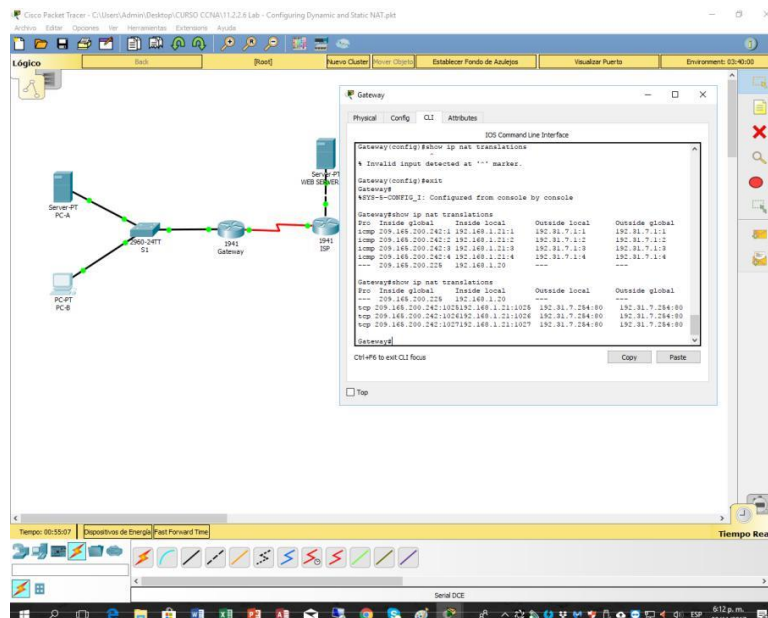 Cisco Packet Tracer - C:\Users\Admin\Desktop\CURSO CCNA\11.2.2.6 Lab - Configuring Dynamic and Static NAT.pkt
Archivo Editar Opciones Ver Herramientas Extensions Ayuda
Lógico Back [Root] Nuevo Cluster Mover Objeto Establecer Fondo de Azulejos Visualizar Puerto Environment: 03:40:00
Gateway
Physical Config CLI Attributes
IOS Command Line Interface
Gateway(config)#show ip nat translations
^
% Invalid input detected at '^' marker.
Gateway(config)#exit
Gateway#
%SYS-5-CONFIG_I: Configured from console by console
Gateway#show ip nat translations
Pro Inside global Inside local Outside local Outside global
icmp 209.165.200.242:1 192.168.1.21:1 192.31.7.1:1 192.31.7.1:1
icmp 209.165.200.242:2 192.168.1.21:2 192.31.7.1:2 192.31.7.1:2
icmp 209.165.200.242:3 192.168.1.21:3 192.31.7.1:3 192.31.7.1:3
icmp 209.165.200.242:4 192.168.1.21:4 192.31.7.1:4 192.31.7.1:4
--- 209.165.200.225 192.168.1.20 --- ---
Gateway#show ip nat translations
Pro Inside global Inside local Outside local Outside global
--- 209.165.200.225 192.168.1.20 --- ---
tcp 209.165.200.242:1025192.168.1.21:1025 192.31.7.254:80 192.31.7.254:80
tcp 209.165.200.242:1026192.168.1.21:1026 192.31.7.254:80 192.31.7.254:80
tcp 209.165.200.242:1027192.168.1.21:1027 192.31.7.254:80 192.31.7.254:80
Gateway#
Ctrl+F6 to exit CLI focus Copy Paste
Top
Server-PT
PC-A
2960-24TT
S1
1941
Gateway
1941
ISP
Server-PT
WEB SERVER
PC-PT
PC-B
Tiempo: 00:55:07 Dispositivos de Energía Fast Forward Time Tiempo Rea
Serial DCE
ESP 6:12 p. m.